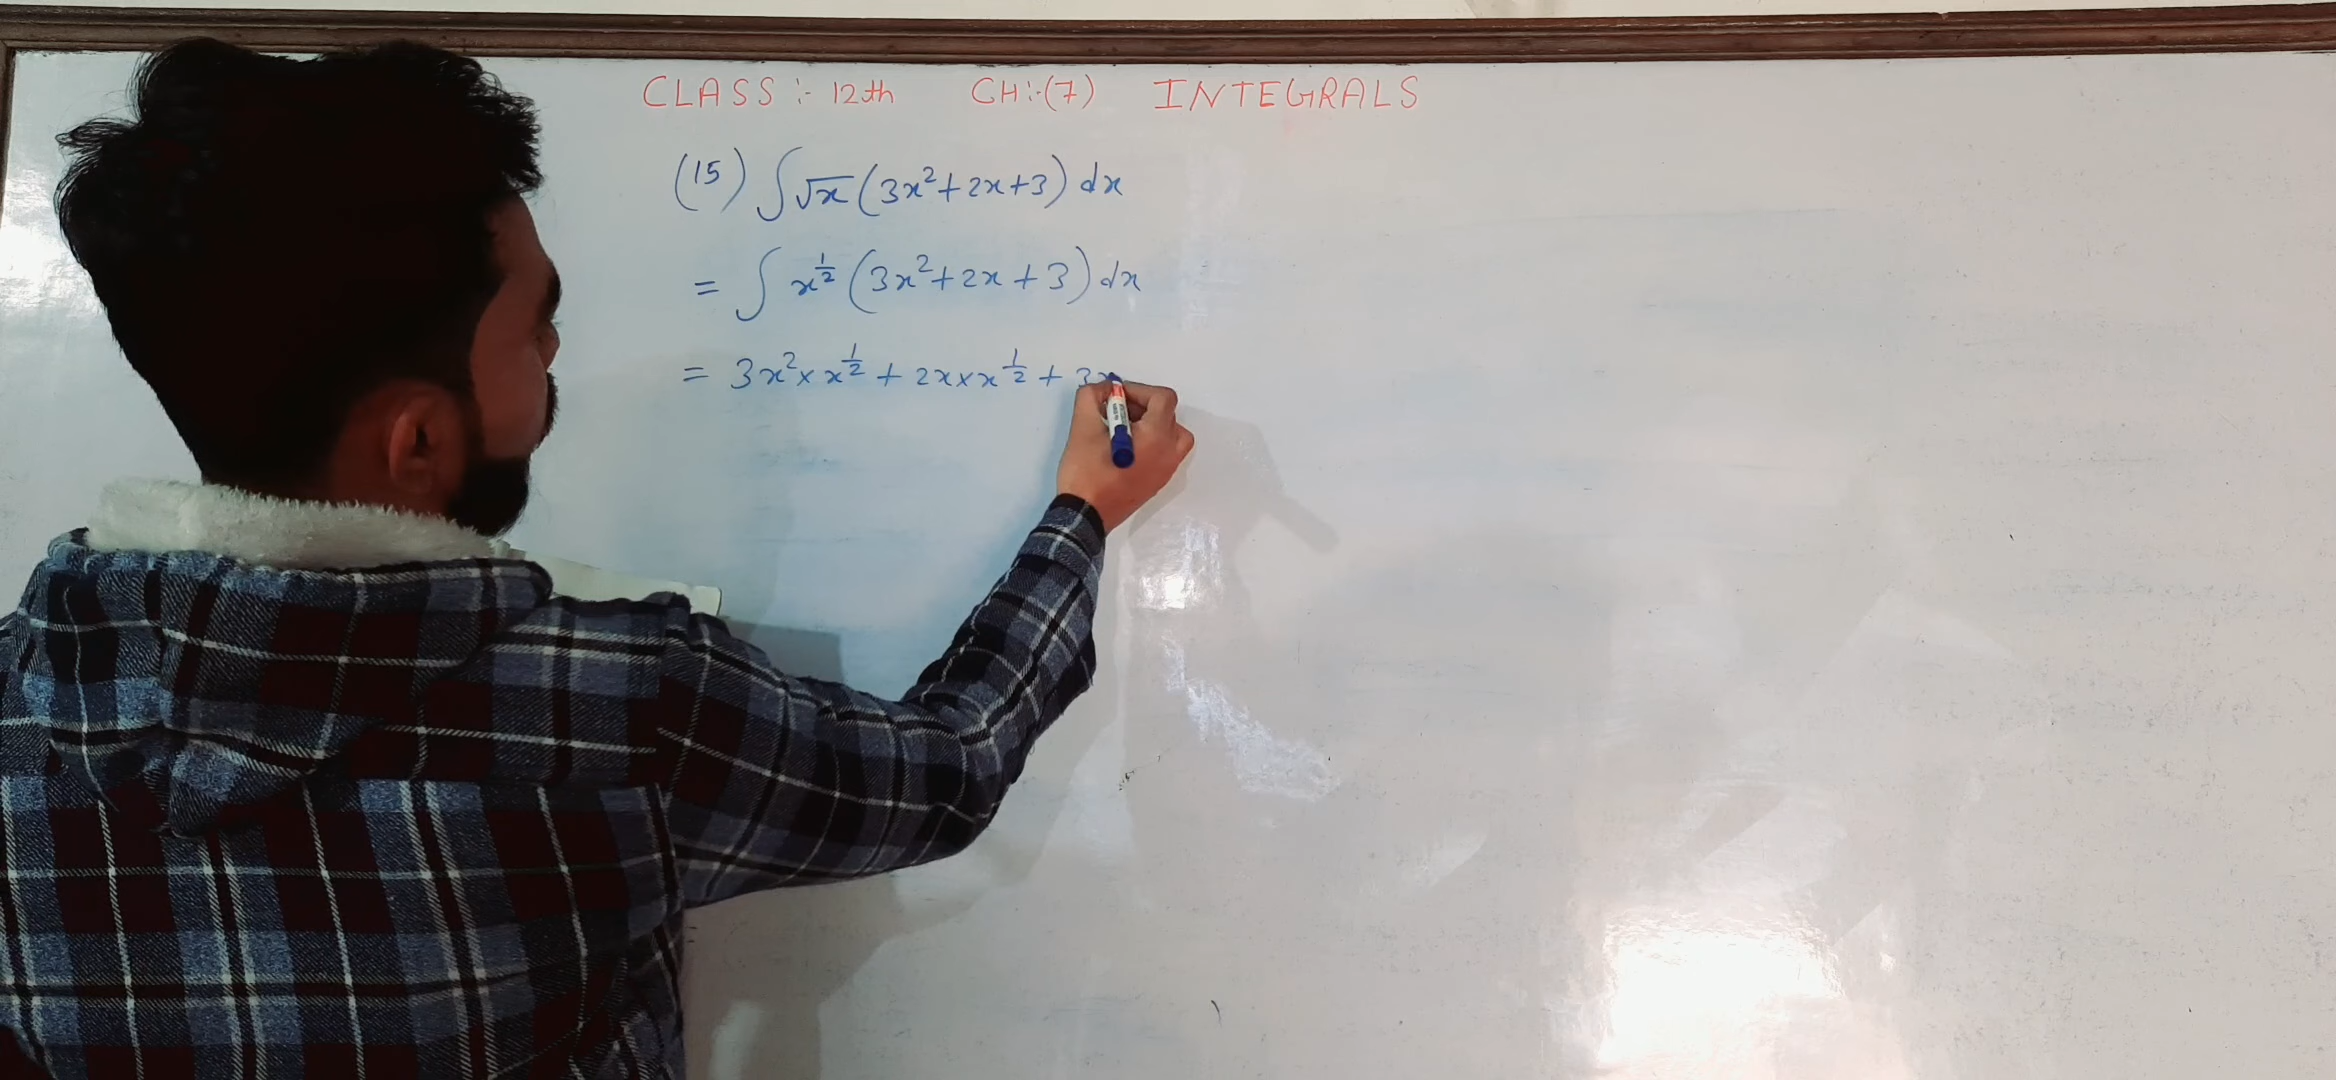 CLASS :- 12th CH:-(7) INTEGRALS
(15) ∫√x (3x²+2x+3) dx
= ∫ x^{1/2} (3x²+2x+3) dx
= 3x² × x^{1/2} + 2x × x^{1/2} + 3x